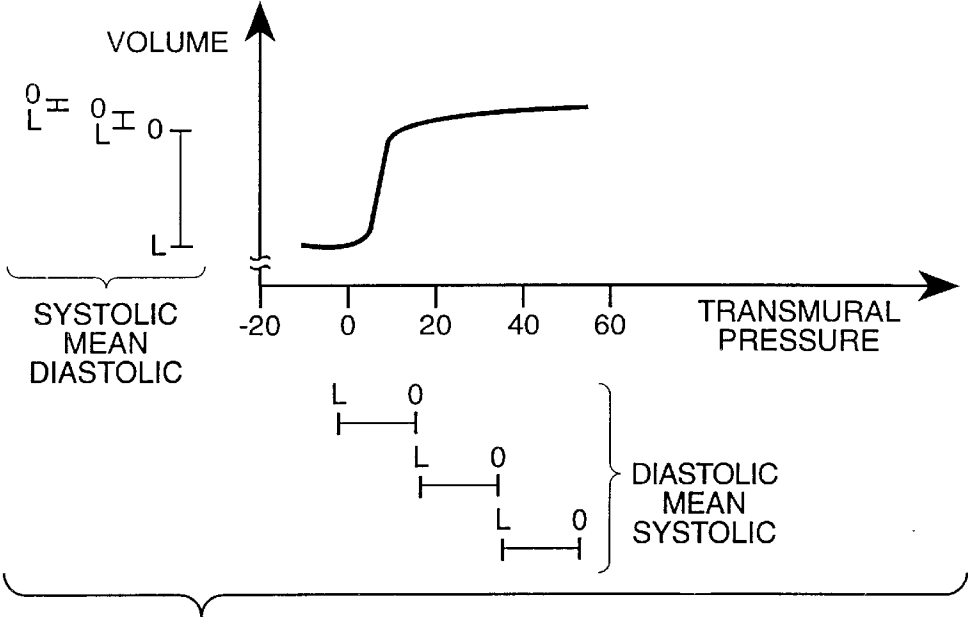 VOLUME
0
L
0
L
0
L
SYSTOLIC
MEAN
DIASTOLIC
-20 0 20 40 60
TRANSMURAL
PRESSURE
L 0
L 0
L 0
DIASTOLIC
MEAN
SYSTOLIC